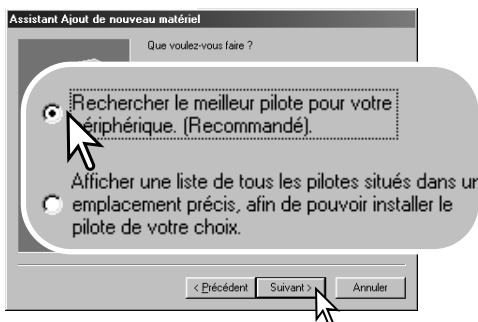 Assistant Ajout de nouveau matériel
Que voulez-vous faire ?
Rechercher le meilleur pilote pour votre
périphérique. (Recommandé).
Afficher une liste de tous les pilotes situés dans un
emplacement précis, afin de pouvoir installer le
pilote de votre choix.
< Précédent
Suivant >
Annuler